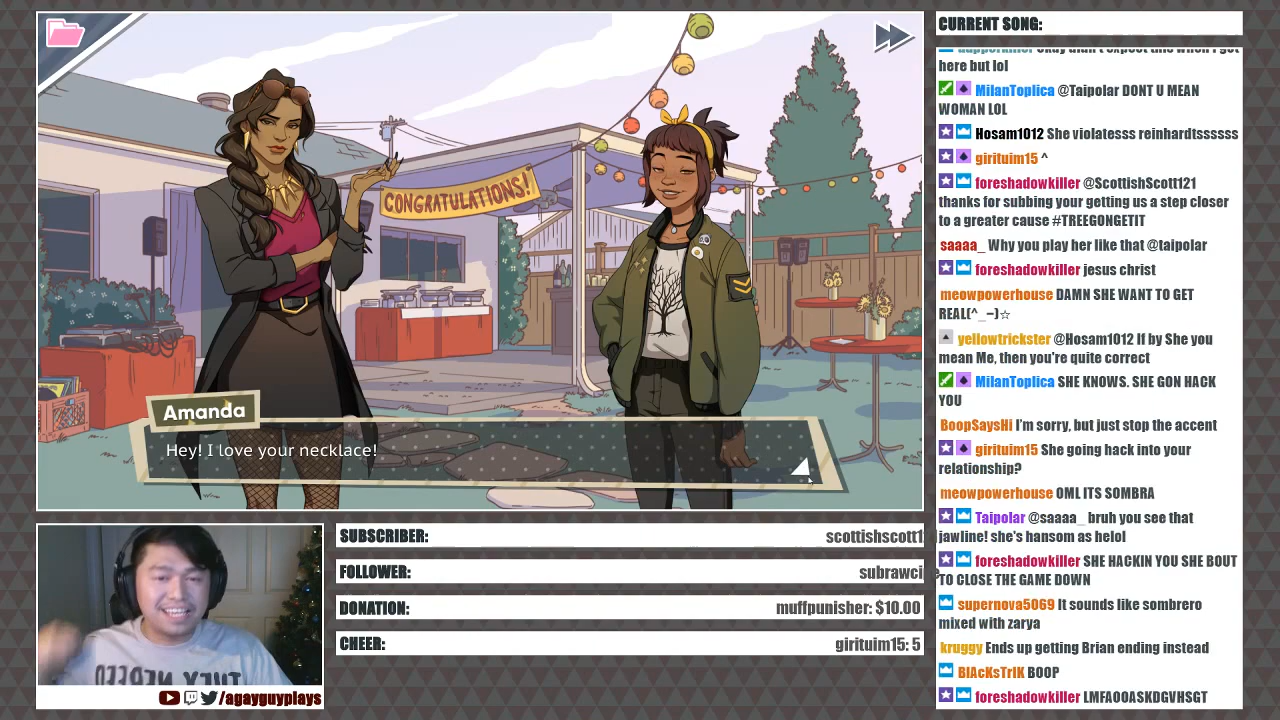 CONGRATULATIONS!
Amanda
Hey! I love your necklace!
/agayguyplays
SUBSCRIBER:
scottishscott1
FOLLOWER:
subrawci
DONATION:
muffpunisher: $10.00
CHEER:
girituim15: 5
CURRENT SONG:
here but lol
MilanToplica @Taipolar DONT U MEAN
WOMAN LOL
Hosam1012 She violatesss reinhardtssssss
girituim15 ^
foreshadowkiller @ScottishScott121
thanks for subbing your getting us a step closer
to a greater cause #TREEGONGETIT
saaaa_ Why you play her like that @taipolar
foreshadowkiller jesus christ
meowpowerhouse DAMN SHE WANT TO GET
REAL(^_−)☆
yellowtrickster @Hosam1012 If by She you
mean Me, then you're quite correct
MilanToplica SHE KNOWS. SHE GON HACK
YOU
BoopSaysHi I'm sorry, but just stop the accent
girituim15 She going hack into your
relationship?
meowpowerhouse OML ITS SOMBRA
Taipolar @saaaa_ bruh you see that
jawline! she's hansom as helol
foreshadowkiller SHE HACKIN YOU SHE BOUT
TO CLOSE THE GAME DOWN
supernova5069 It sounds like sombrero
mixed with zarya
kruggy Ends up getting Brian ending instead
BlAcKsTrIK BOOP
foreshadowkiller LMFAOOASKDGVHSGT